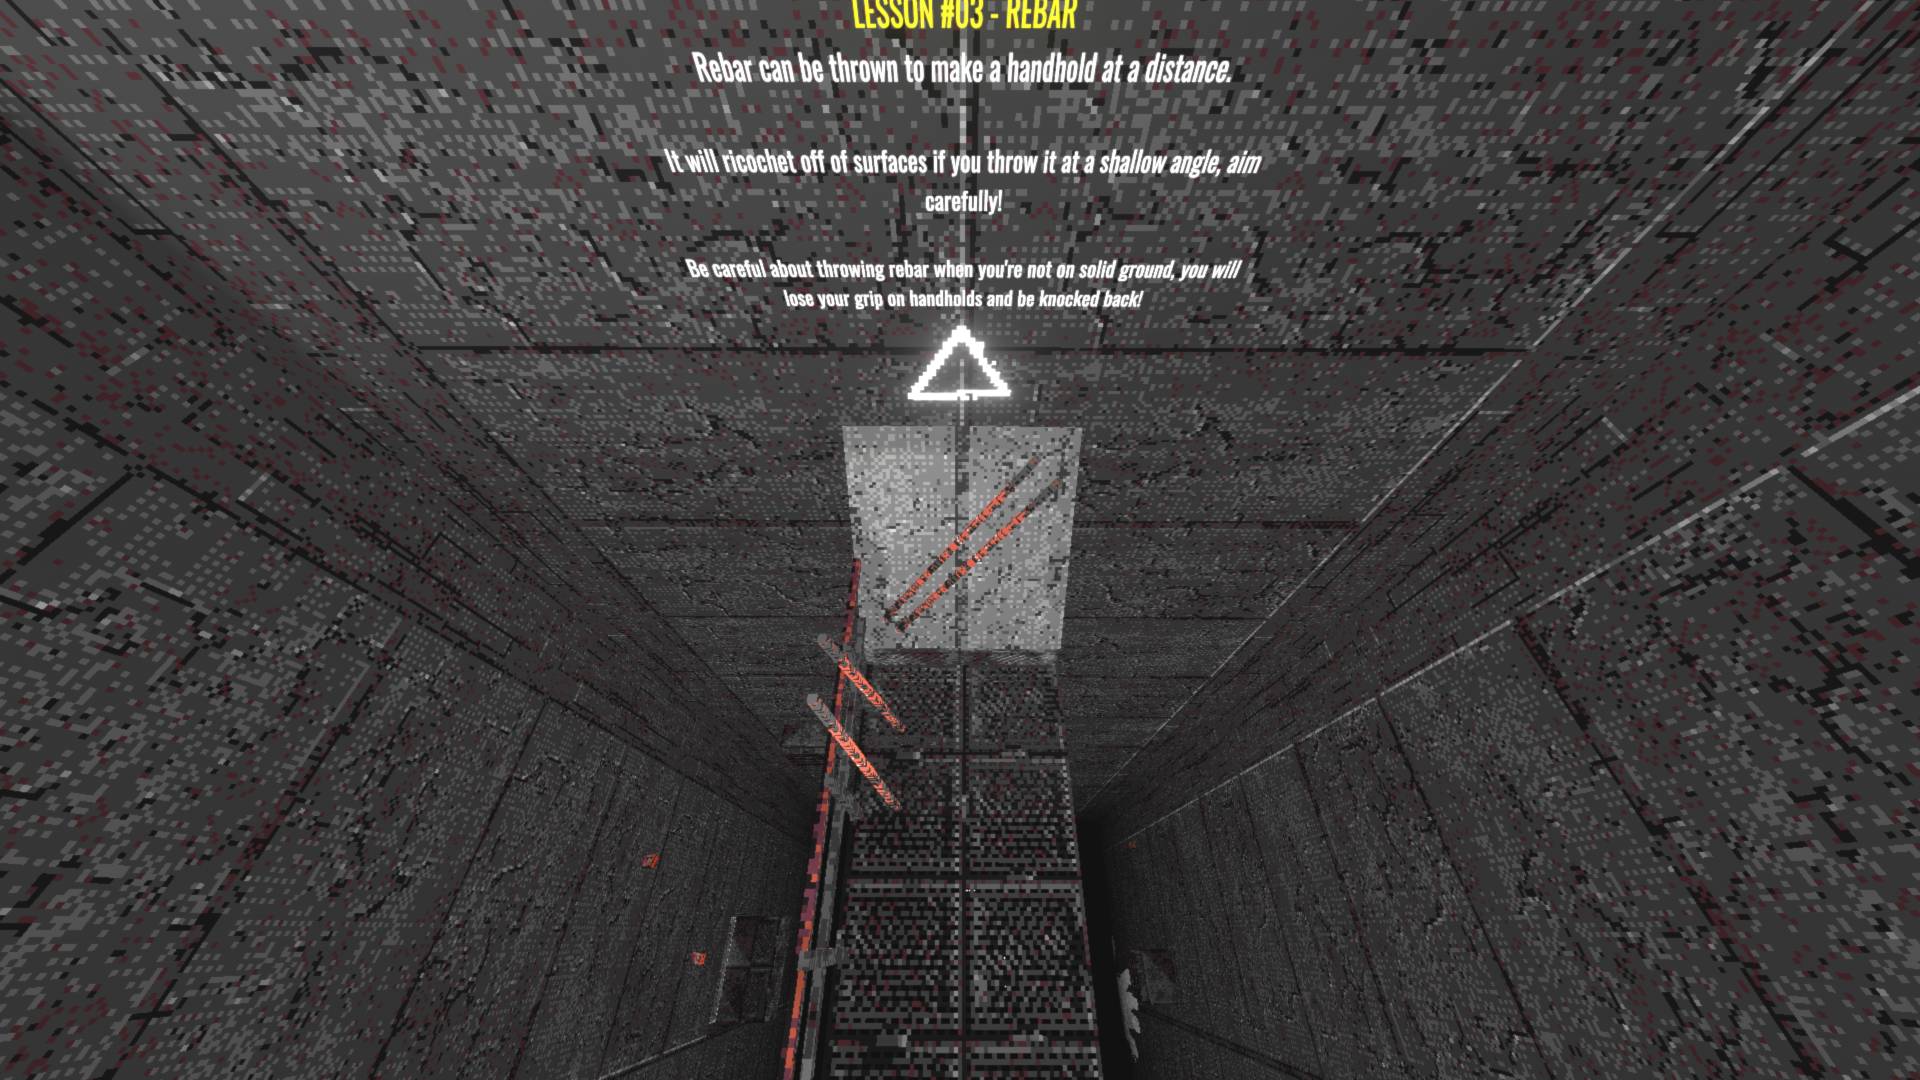 LESSON #03 - REBAR
Rebar can be thrown to make a handhold at a distance.
It will ricochet off of surfaces if you throw it at a shallow angle, aim
carefully!
Be careful about throwing rebar when you're not on solid ground, you will
lose your grip on handholds and be knocked back!